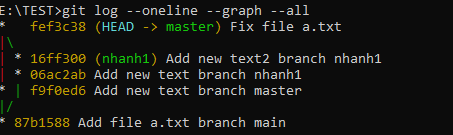 E:\TEST>git log --oneline --graph --all
*   fef3c38 (HEAD -> master) Fix file a.txt
|\
| * 16ff300 (nhanh1) Add new text2 branch nhanh1
| * 06ac2ab Add new text branch nhanh1
* | f9f0ed6 Add new text branch master
|/
* 87b1588 Add file a.txt branch main